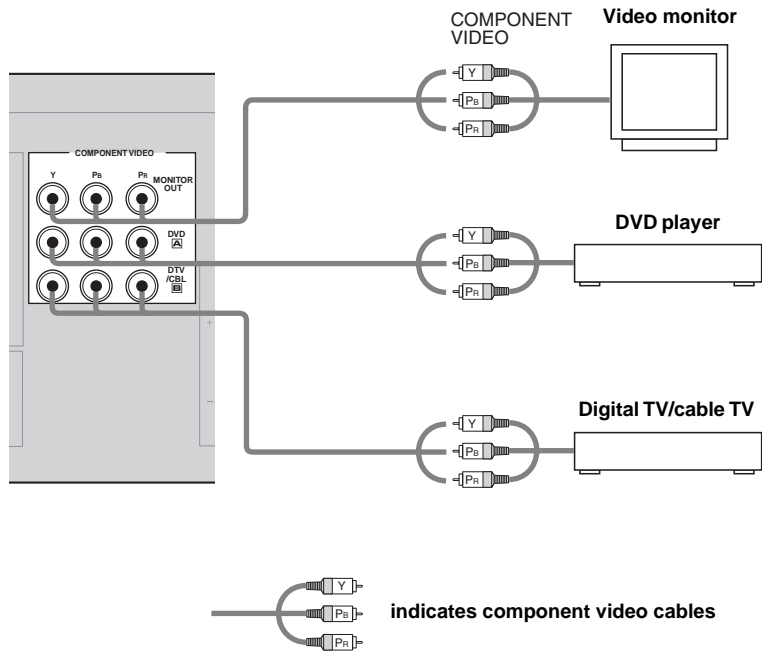 COMPONENT
VIDEO
Video monitor
Y
PB
PR
COMPONENT VIDEO
Y PB PR
MONITOR
OUT
DVD
A
DTV
/CBL
B
+
–
DVD player
Y
PB
PR
Digital TV/cable TV
Y
PB
PR
Y
PB
PR
indicates component video cables